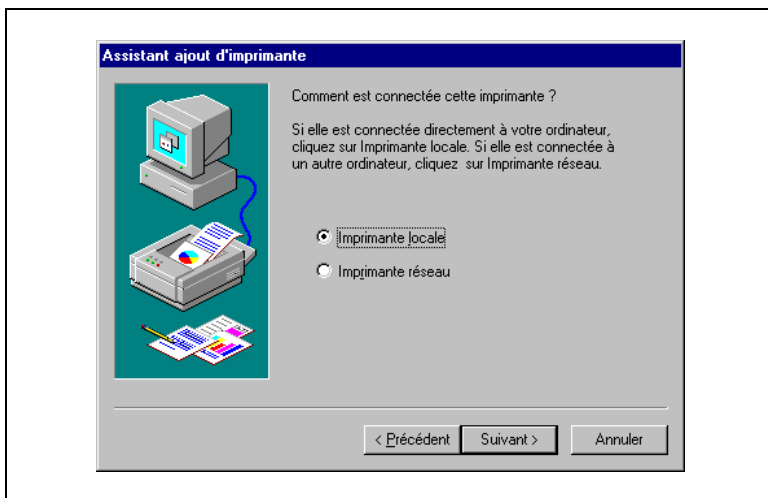 Assistant ajout d'imprimante
Comment est connectée cette imprimante ?
Si elle est connectée directement à votre ordinateur,
cliquez sur Imprimante locale. Si elle est connectée à
un autre ordinateur, cliquez sur Imprimante réseau.
Imprimante locale
Imprimante réseau
< Précédent
Suivant >
Annuler